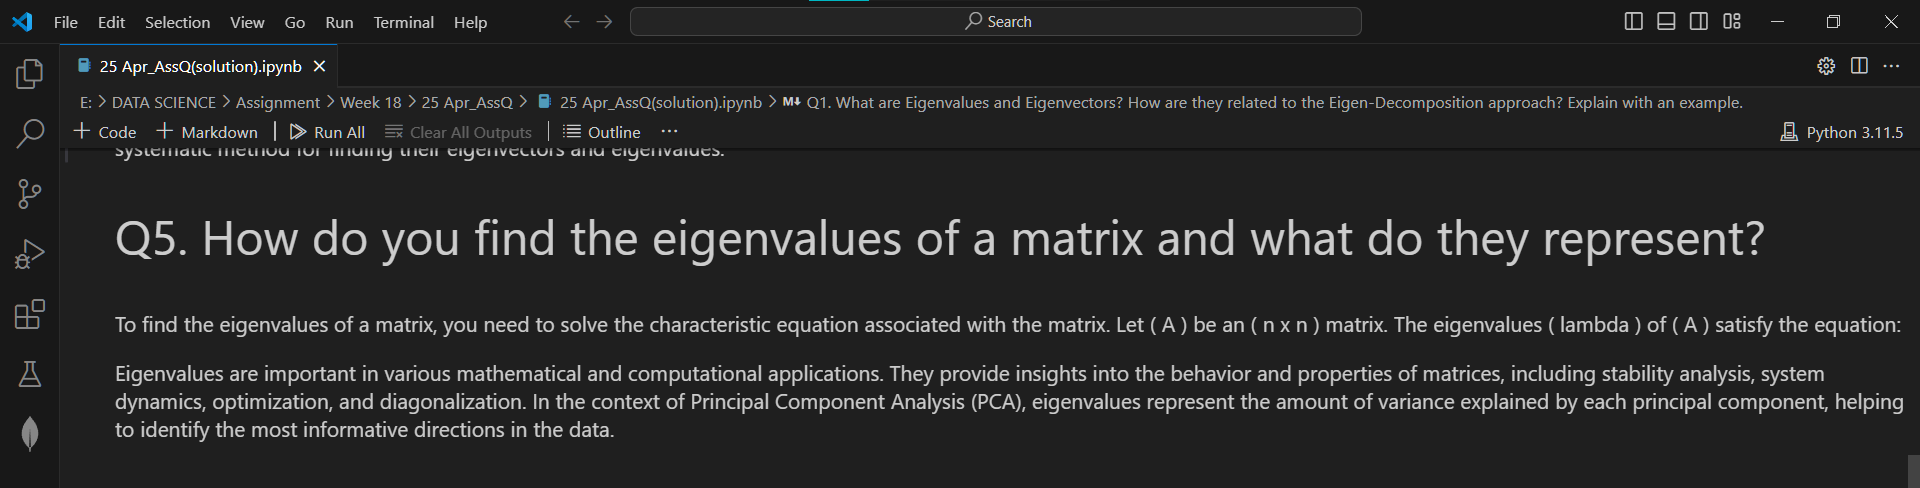 File Edit Selection View Go Run Terminal Help Search
25 Apr_AssQ(solution).ipynb
E: > DATA SCIENCE > Assignment > Week 18 > 25 Apr_AssQ > 25 Apr_AssQ(solution).ipynb > M↓ Q1. What are Eigenvalues and Eigenvectors? How are they related to the Eigen-Decomposition approach? Explain with an example.
+ Code + Markdown | Run All Clear All Outputs | Outline ... Python 3.11.5
systematic method for finding their eigenvectors and eigenvalues.
Q5. How do you find the eigenvalues of a matrix and what do they represent?
To find the eigenvalues of a matrix, you need to solve the characteristic equation associated with the matrix. Let ( A ) be an ( n x n ) matrix. The eigenvalues ( lambda ) of ( A ) satisfy the equation:
Eigenvalues are important in various mathematical and computational applications. They provide insights into the behavior and properties of matrices, including stability analysis, system
dynamics, optimization, and diagonalization. In the context of Principal Component Analysis (PCA), eigenvalues represent the amount of variance explained by each principal component, helping
to identify the most informative directions in the data.